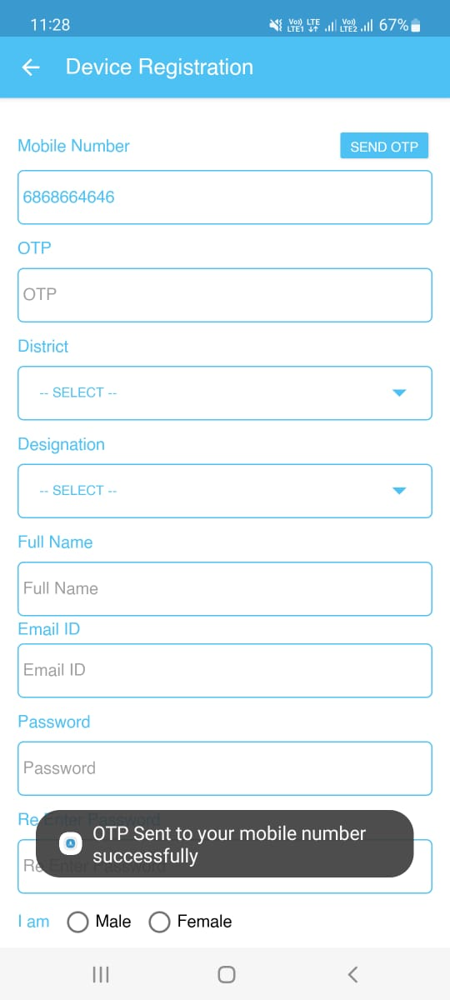 11:28
Vo)) LTE
LTE1
Vo))
LTE2
67%
Device Registration
Mobile Number
SEND OTP
6868664646
OTP
OTP
District
-- SELECT --
Designation
-- SELECT --
Full Name
Full Name
Email ID
Email ID
Password
Password
Re Enter Password
OTP Sent to your mobile number
successfully
Re Enter Password
I am
Male
Female